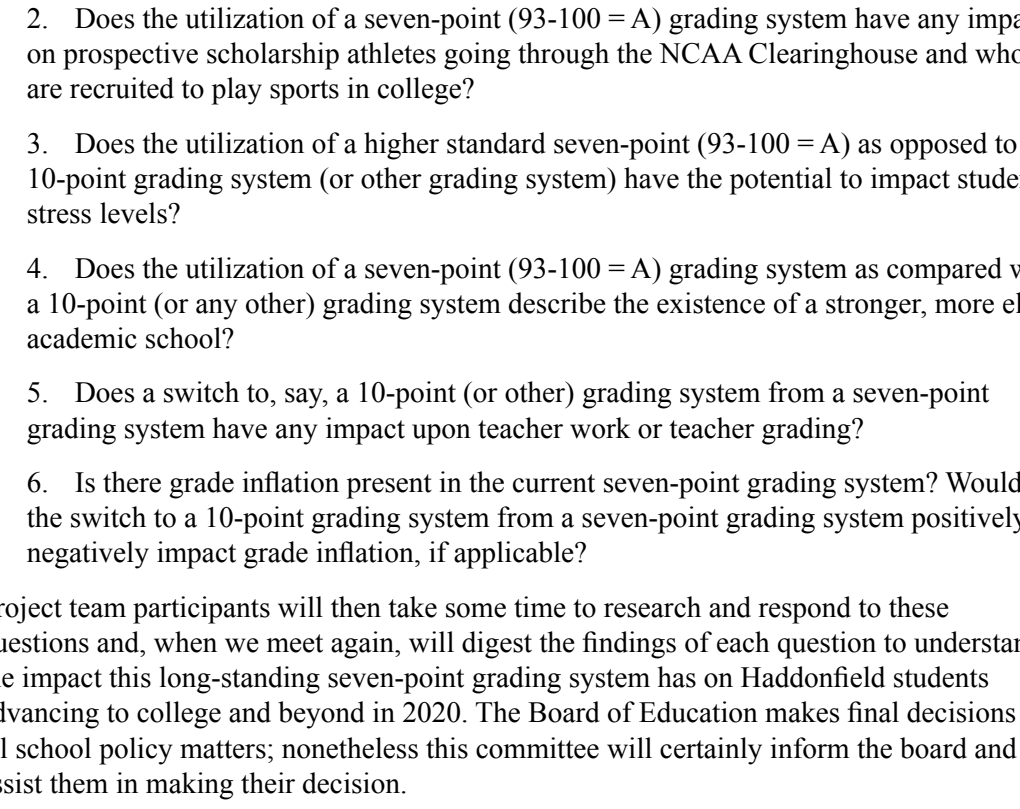 2. Does the utilization of a seven-point (93-100 = A) grading system have any impa
on prospective scholarship athletes going through the NCAA Clearinghouse and who
are recruited to play sports in college?
3. Does the utilization of a higher standard seven-point (93-100 = A) as opposed to
10-point grading system (or other grading system) have the potential to impact stude
stress levels?
4. Does the utilization of a seven-point (93-100 = A) grading system as compared w
a 10-point (or any other) grading system describe the existence of a stronger, more el
academic school?
5. Does a switch to, say, a 10-point (or other) grading system from a seven-point
grading system have any impact upon teacher work or teacher grading?
6. Is there grade inflation present in the current seven-point grading system? Would
the switch to a 10-point grading system from a seven-point grading system positively
negatively impact grade inflation, if applicable?
roject team participants will then take some time to research and respond to these
uestions and, when we meet again, will digest the findings of each question to understan
e impact this long-standing seven-point grading system has on Haddonfield students
dvancing to college and beyond in 2020. The Board of Education makes final decisions
l school policy matters; nonetheless this committee will certainly inform the board and
ssist them in making their decision.